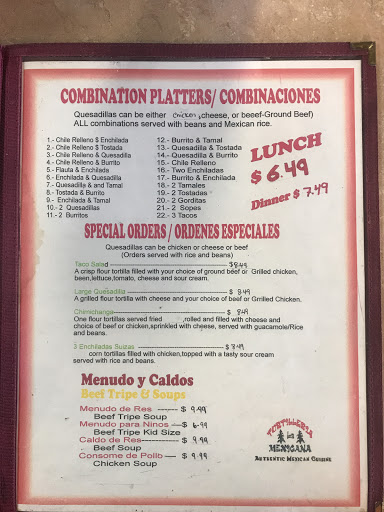 COMBINATION PLATTERS/ COMBINACIONES
Quesadillas can be either chicken ,cheese, or beeef-Ground Beef)
ALL combinations served with beans and Mexican rice.
1.- Chile Relleno $ Enchilada
2.- Chile Relleno $ Tostada
3.- Chile Relleno & Quesadilla
4.- Chile Relleno & Burrito
5.- Flauta & Enchilada
6.- Enchilada & Quesadilla
7.- Quesadilla & and Tamal
8.- Tostada & Burrito
9.- Enchilada & Tamal
10.- 2 Quesadillas
11.- 2 Burritos
12.- Burrito & Tamal
13.- Quesadilla & Tostada
14.- Quesadilla & Burrito
15.- Chile Relleno
16.- Two Enchiladas
17.- Burrito & Enchilada
18.- 2 Tamales
19.- 2 Tostadas
20.- 2 Gorditas
21.- 2 Sopes
22.- 3 Tacos
LUNCH
$ 6.49
Dinner $ 7.49
SPECIAL ORDERS / ORDENES ESPECIALES
Quesadillas can be chicken or cheese or beef
(Orders served with rice and beans)
Taco Salad ---- $8.49
A crisp flour tortilla filled with your choice of ground beef or Grilled chicken,
been,lettuce,tomato, cheese and sour cream.
Large Quesadilla ---- $ 8.49
A grilled flour tortilla with cheese and your choice of beef or Grrilled Chicken.
Chimichanga ---- $ 8.49
One flour tortillas served fried ,rolled and filled with cheese and
choice of beef or chicken,sprinkled with cheese, served with guacamole/Rice
and beans.
3 Enchiladas Suizas ---- $ 8.49
corn tortillas filled with chicken,topped with a tasty sour cream
served with rice and beans.
Menudo y Caldos
Beef Tripe & Soups
Menudo de Res ------ $ 9.99
Beef Tripe Soup
Menudo para Ninos --$ 6.99
Beef Tripe Kid Size
Caldo de Res---------- $ 9.99
Beef Soup
Consome de Pollo-- $ 9.99
Chicken Soup
TORTILLERIA
LA
MEXICANA
AUTHENTIC MEXICAN CUISINE